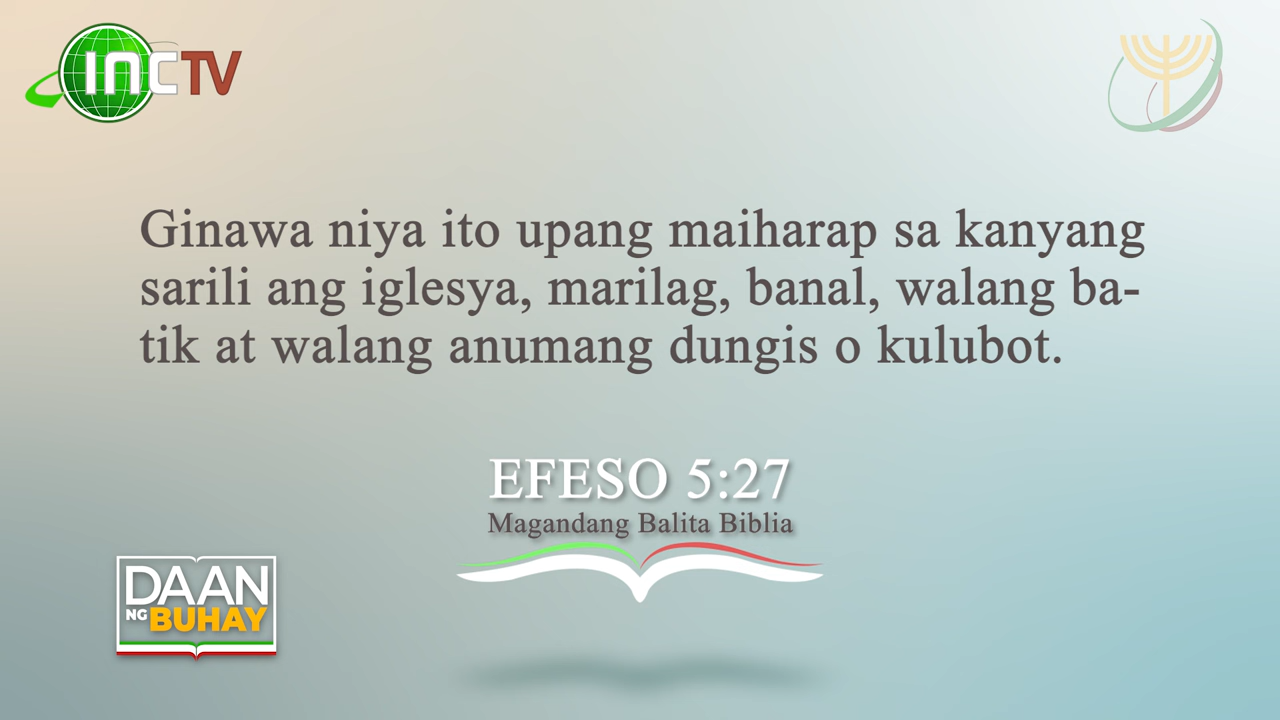 INCTV
Ginawa niya ito upang maiharap sa kanyang
sarili ang iglesya, marilag, banal, walang ba-
tik at walang anumang dungis o kulubot.
EFESO 5:27
Magandang Balita Biblia
DAAN
NG BUHAY